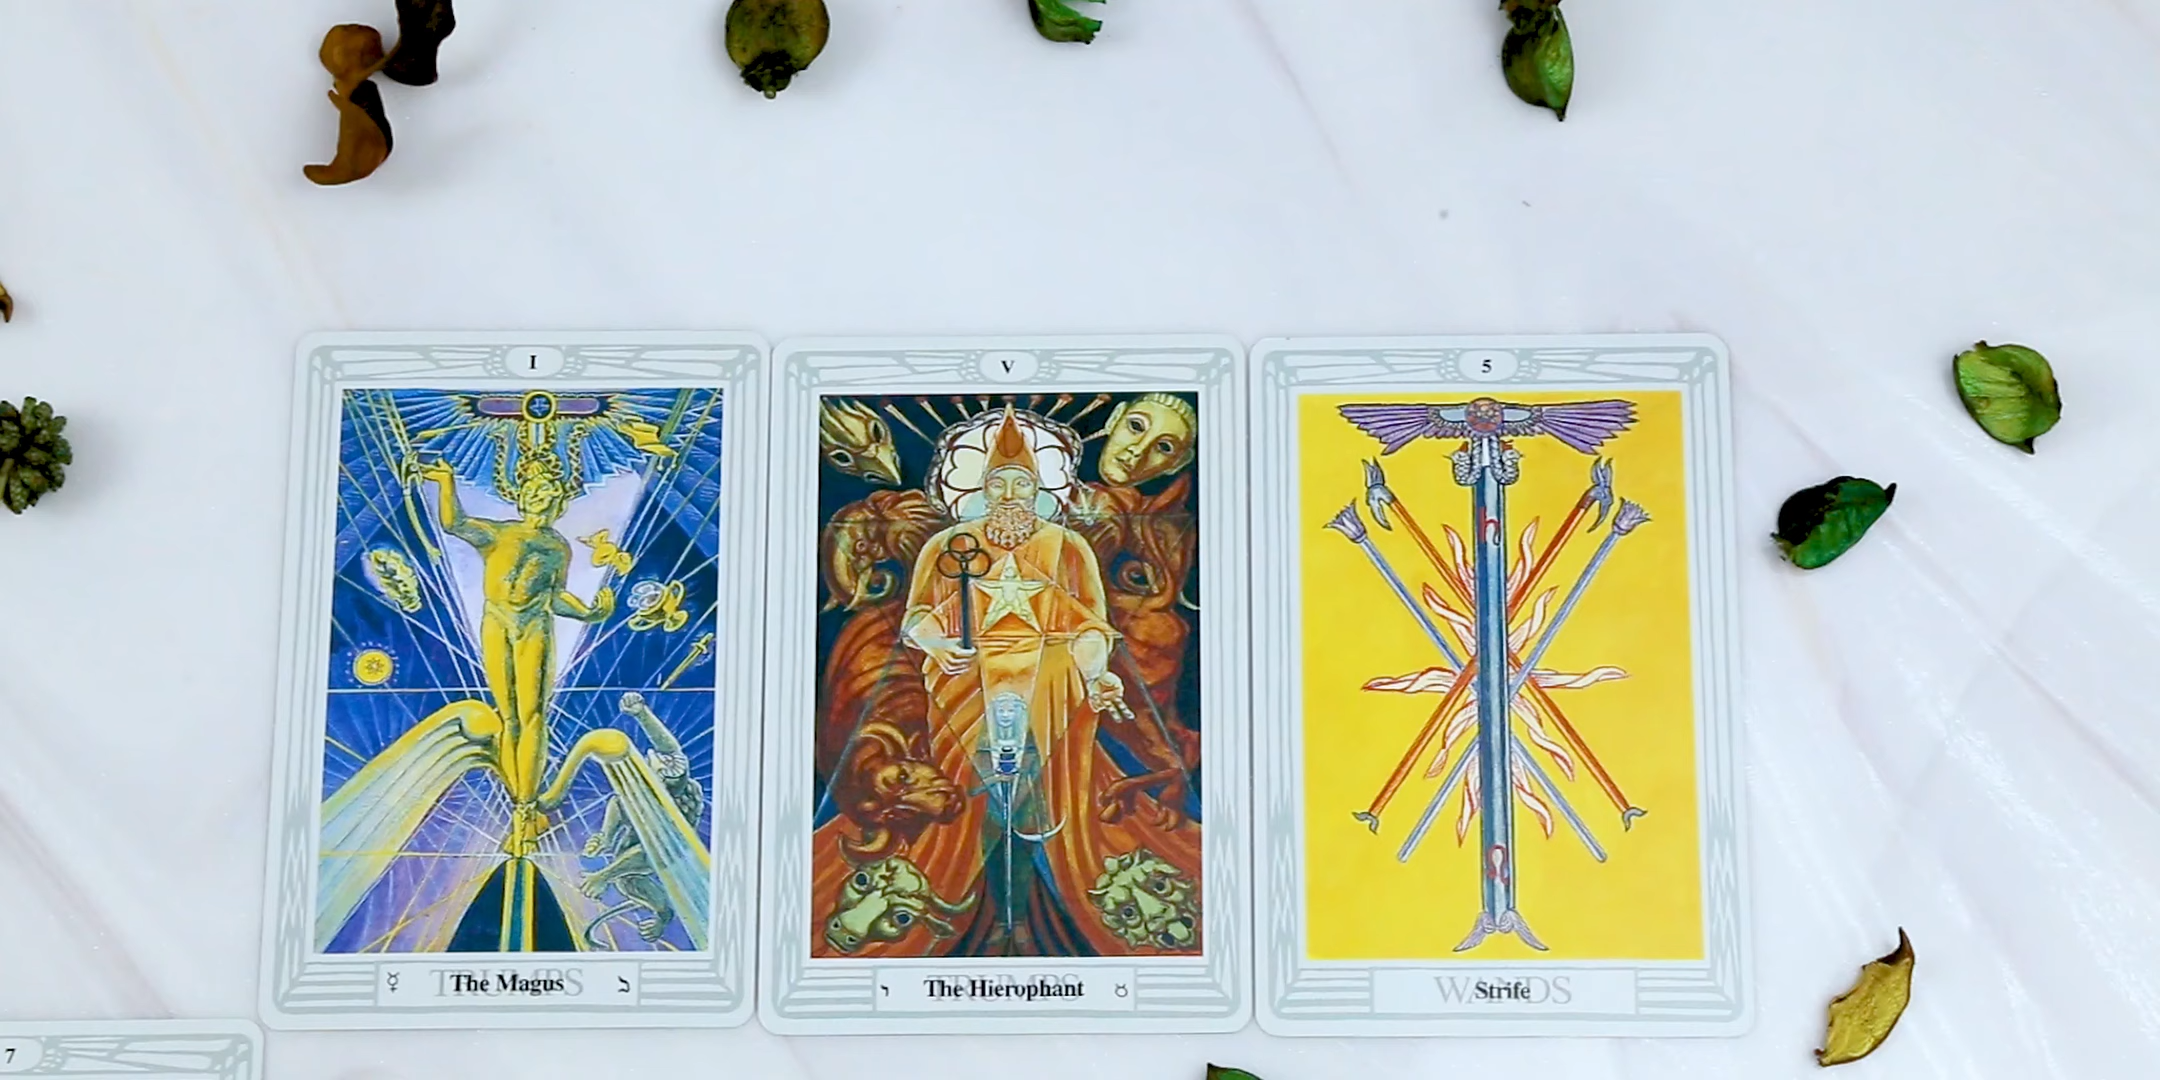 I
V
5
☿ TRUMPS The Magus ב
ו TRUMPS The Hierophant ♉
WANDS Strife
7